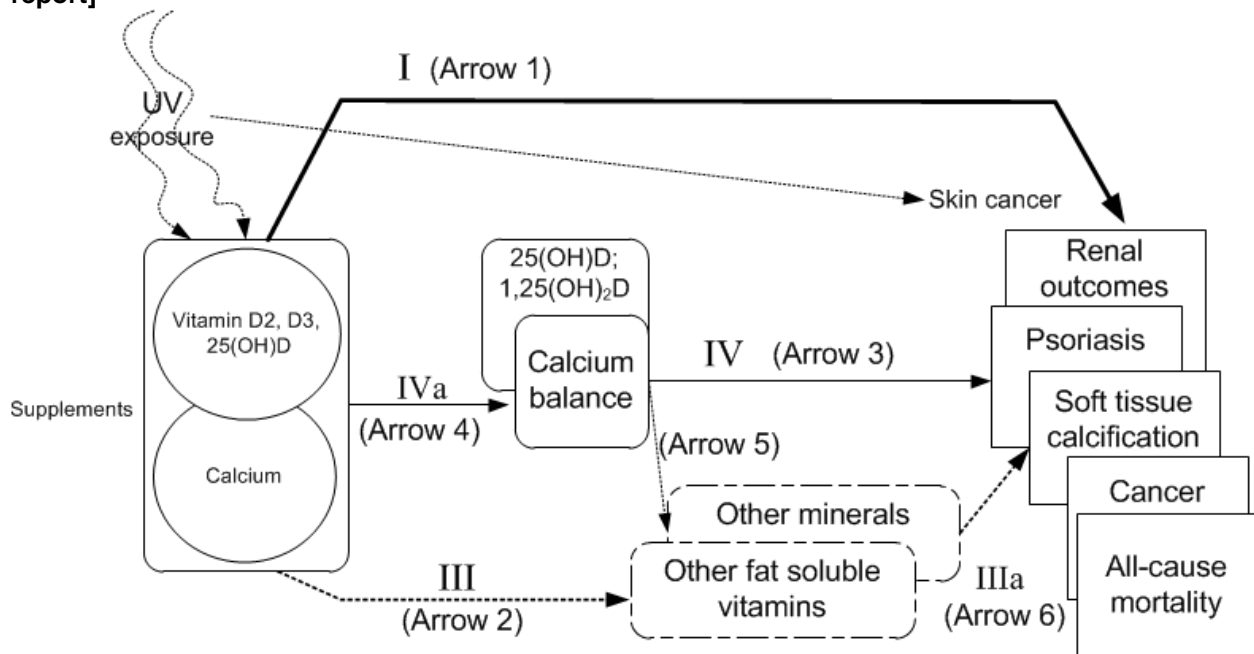 report]
I (Arrow 1)
UV
exposure
Skin cancer
Renal
outcomes
25(OH)D;
1,25(OH)₂D
Vitamin D2, D3,
25(OH)D
Psoriasis
Calcium
balance
IV (Arrow 3)
IVa
(Arrow 4)
Supplements
Soft tissue
calcification
(Arrow 5)
Calcium
Cancer
Other minerals
Other fat soluble
vitamins
III
(Arrow 2)
IIIa
(Arrow 6)
All-cause
mortality